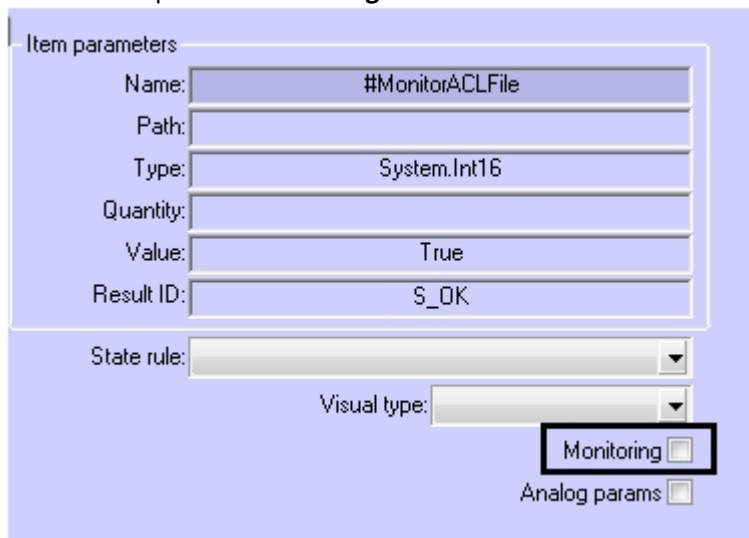 Item parameters
Name: #MonitorACLFile
Path:
Type: System.Int16
Quantity:
Value: True
Result ID: S_OK
State rule:
Visual type:
Monitoring
Analog params